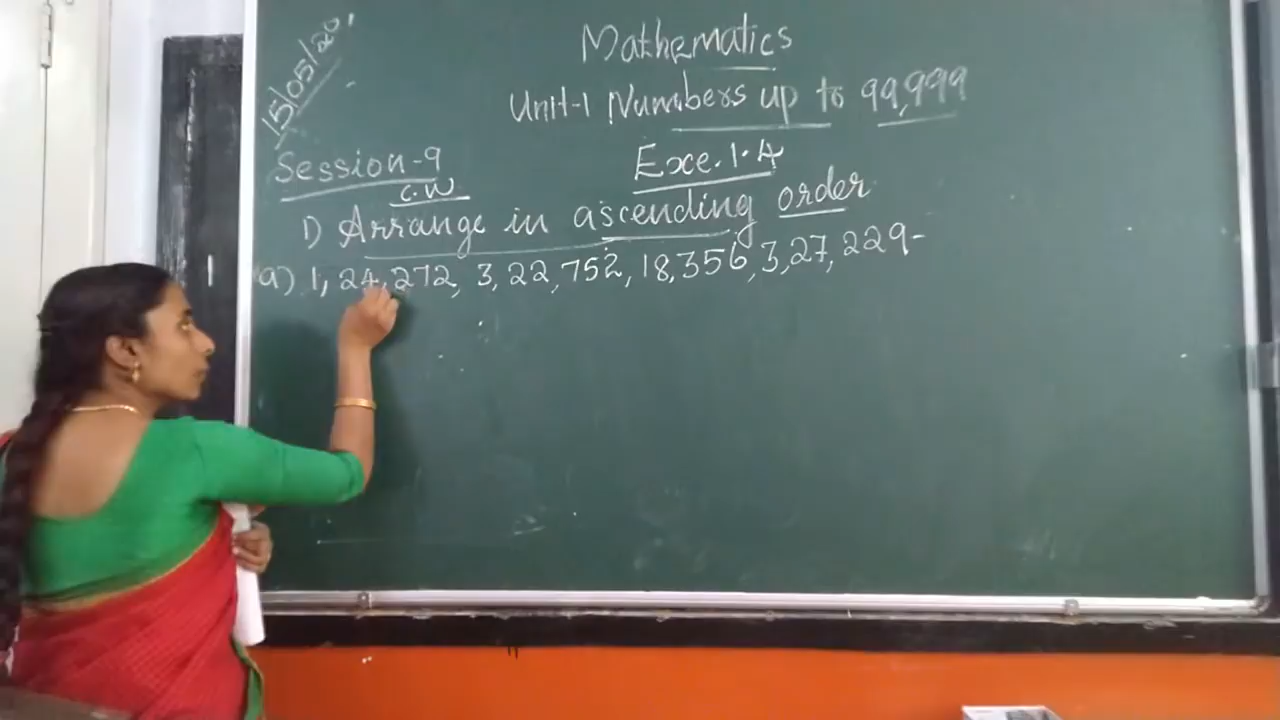 15/05/20
Mathematics
Unit-1 Numbers up to 99,999
Session-9
Exe. 1.4
C.W
1) Arrange in ascending order
(a) 1, 24, 272, 3, 22, 752, 18, 356, 3, 27, 229-